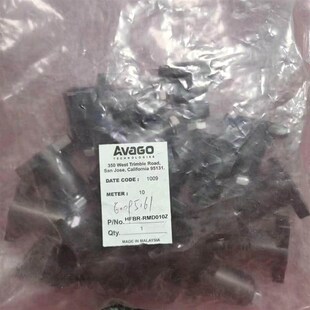 AVAGO
TECHNOLOGIES
350 West Trimble Road,
San Jose, California 95131.
DATE CODE : 1009
METER : 10
P/No. HFBR-RMD010Z
Qty. 1
MADE IN MALAYSIA